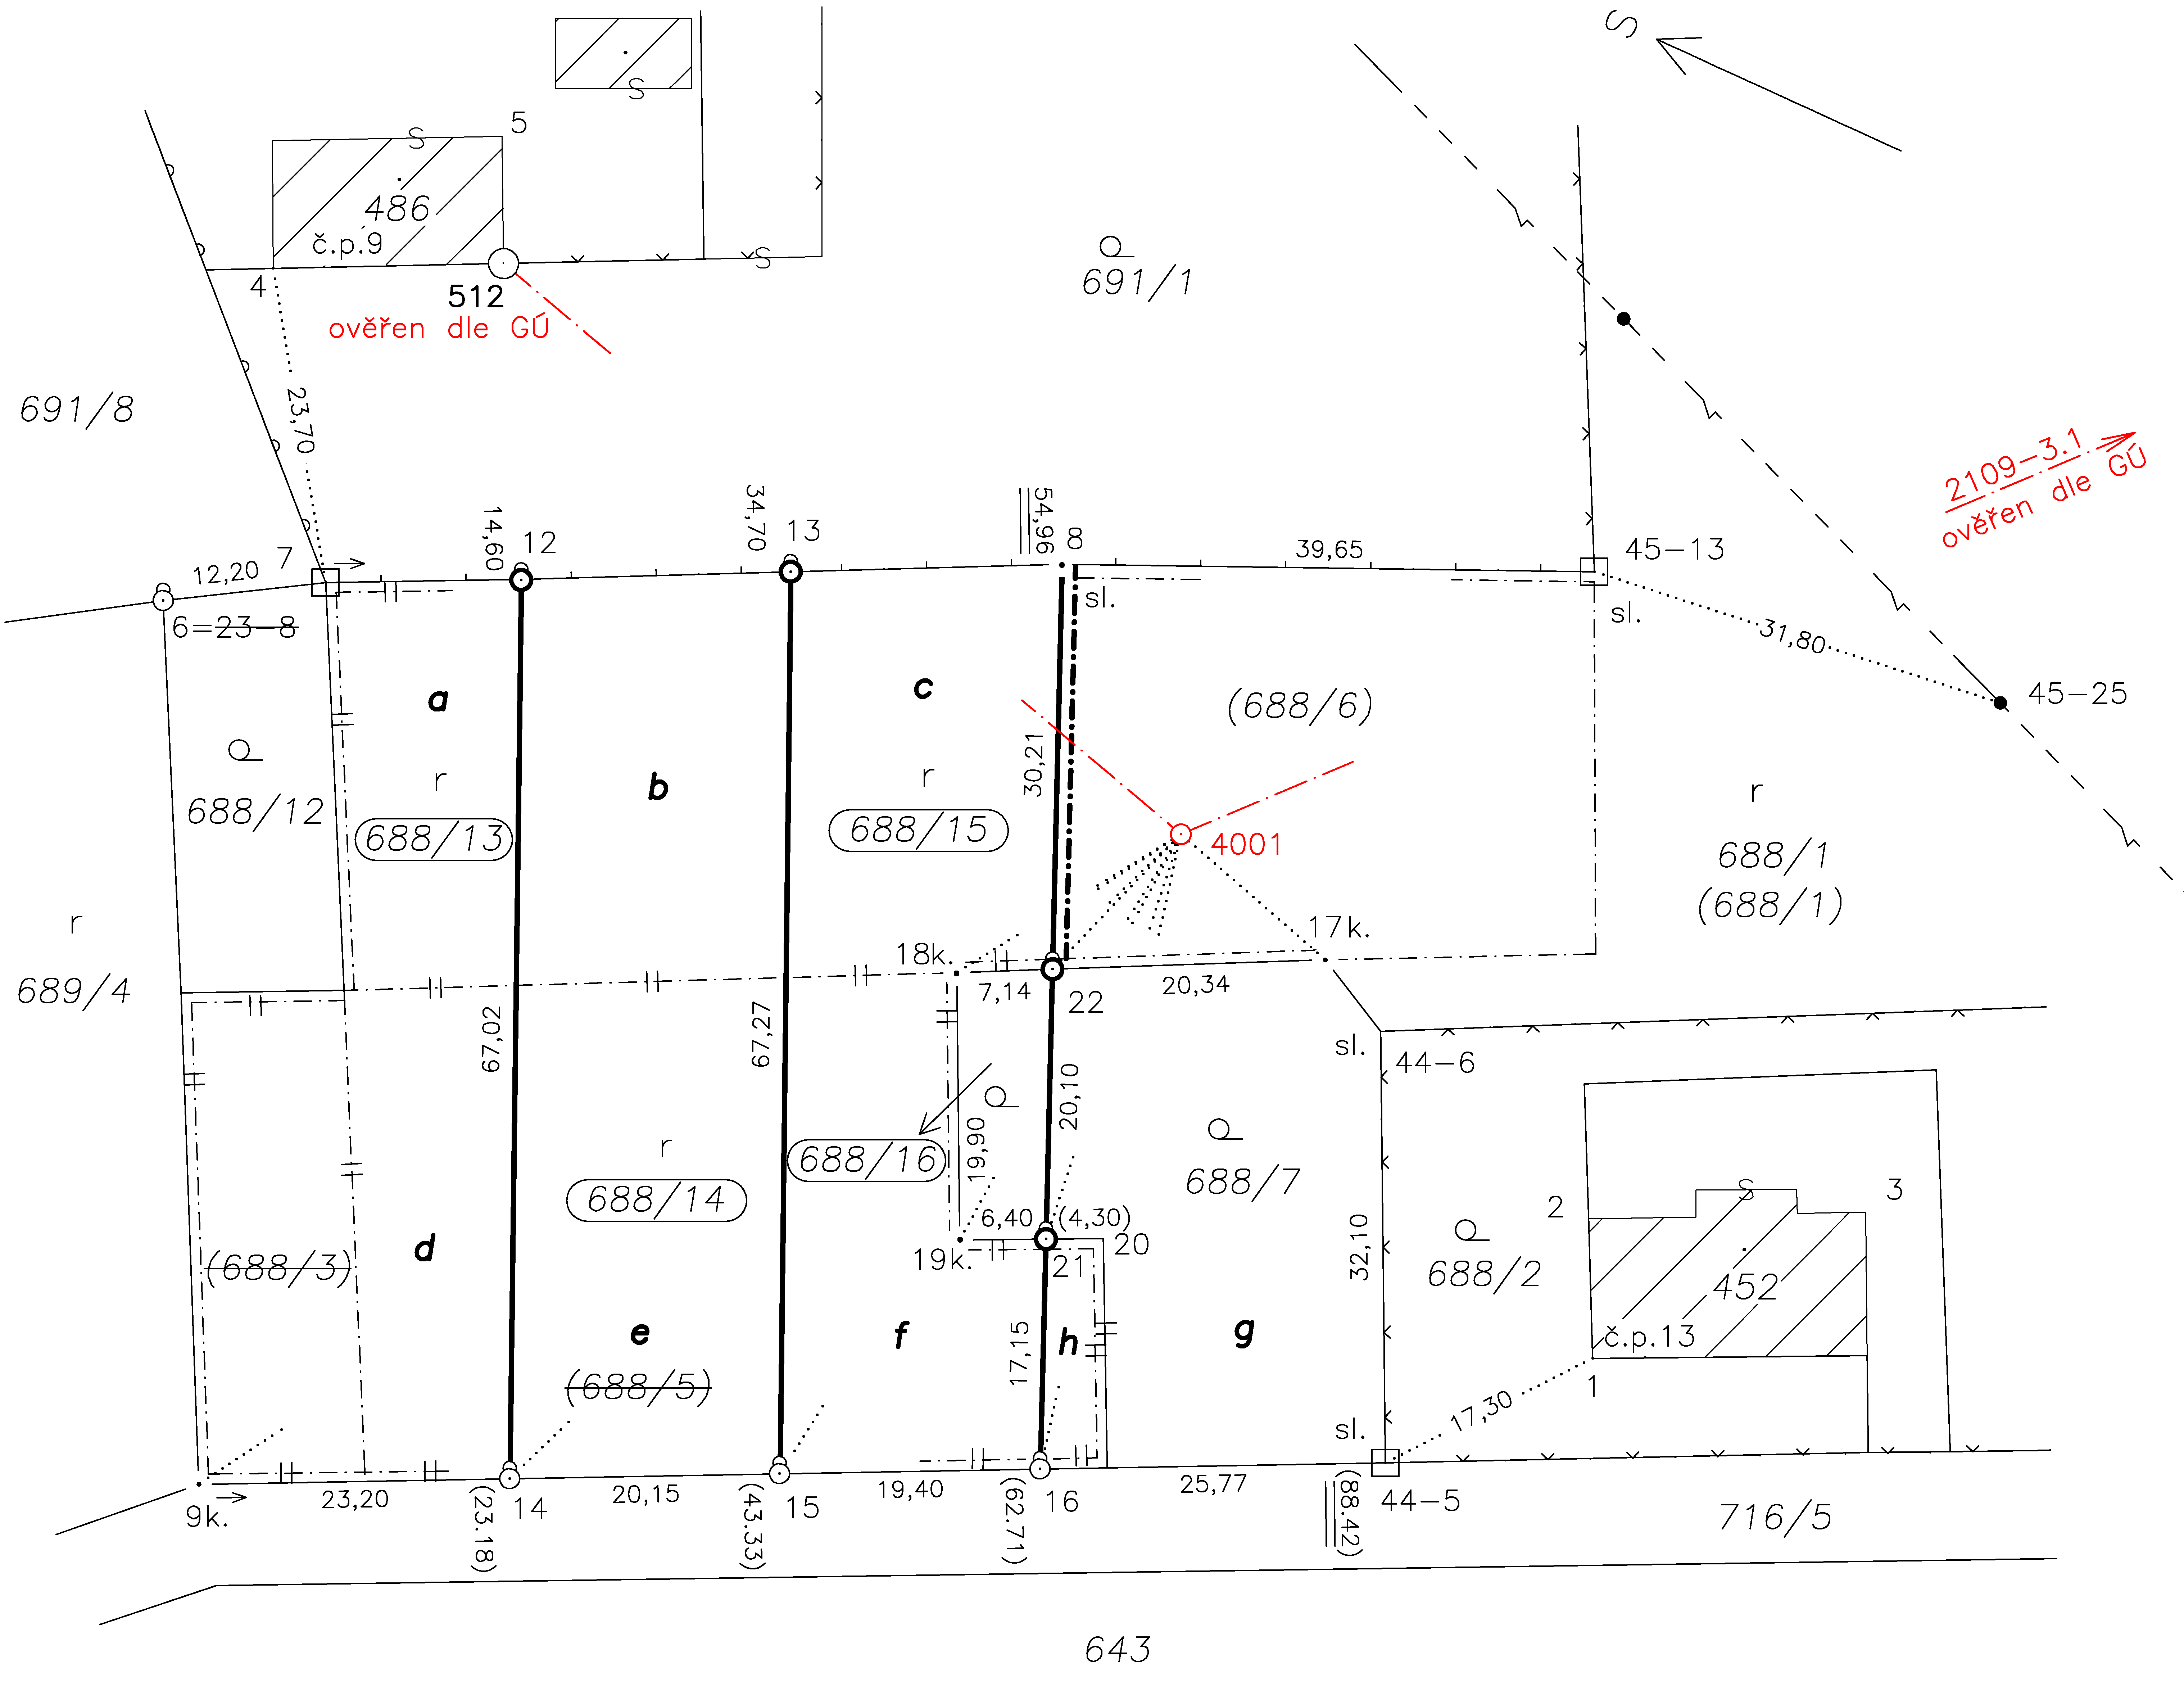 S
S
5
S
486
č.p.9
S
4
512
ověřen dle GÚ
691/1
691/8
23,70
2109-3.1
ověřen dle GÚ
14,60
12
34,70
13
54,96
8
39,65
45-13
7
12,20
6=23-8
sl.
sl.
31,80
45-25
a
c
(688/6)
r
b
r
30,21
688/12
688/13
688/15
4001
r
688/1
(688/1)
r
689/4
18k.
17k.
7,14
22
20,34
67,02
67,27
sl.
44-6
20,10
19,90
r
688/16
688/14
688/7
S
2
3
6,40
(4,30)
20
19k.
21
32,10
688/2
452
(688/3)
d
e
f
17,15
h
g
č.p.13
1
(688/5)
17,30
sl.
9k.
23,20
(23.18)
14
20,15
(43.33)
15
19,40
(62.71)
16
25,77
(88.42)
44-5
716/5
643